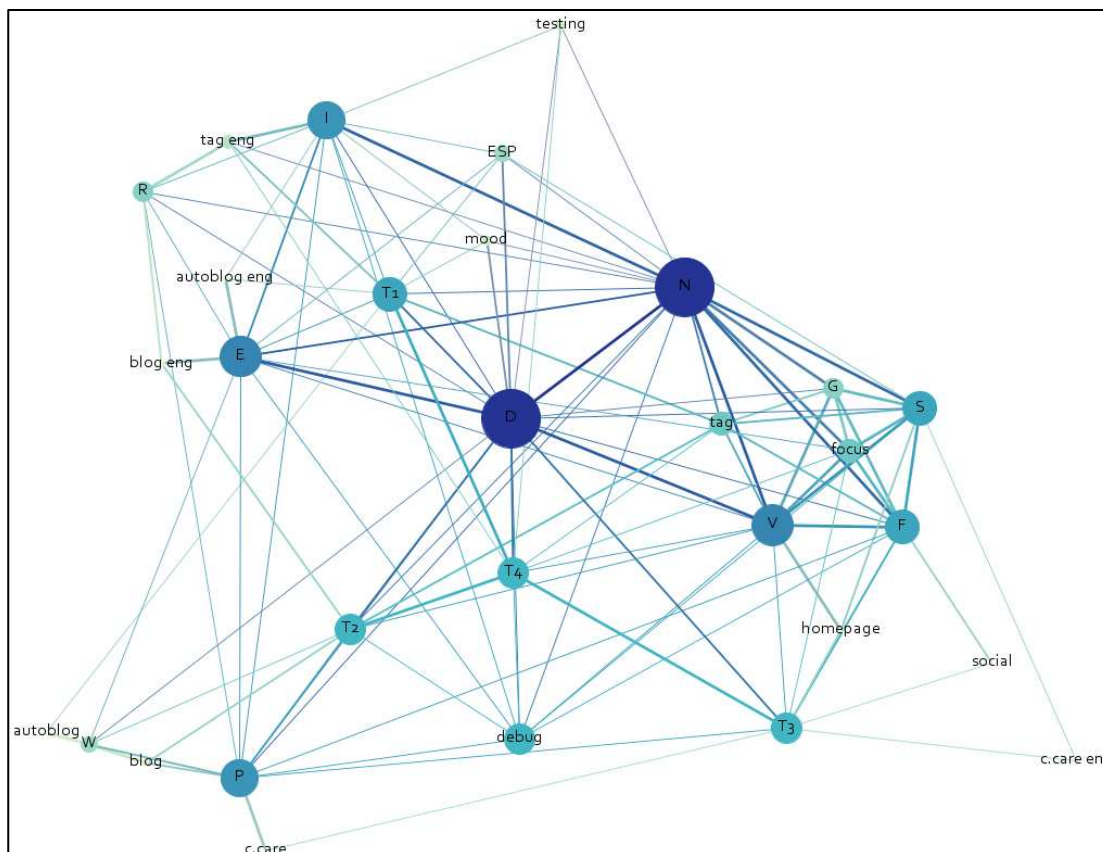 testing
I
tag eng
ESP
R
mood
autoblog eng
T1
N
E
blog eng
G
S
D
tag
focus
V
F
T4
T2
homepage
social
autoblog
W
debug
T3
blog
P
c.care en
c.care